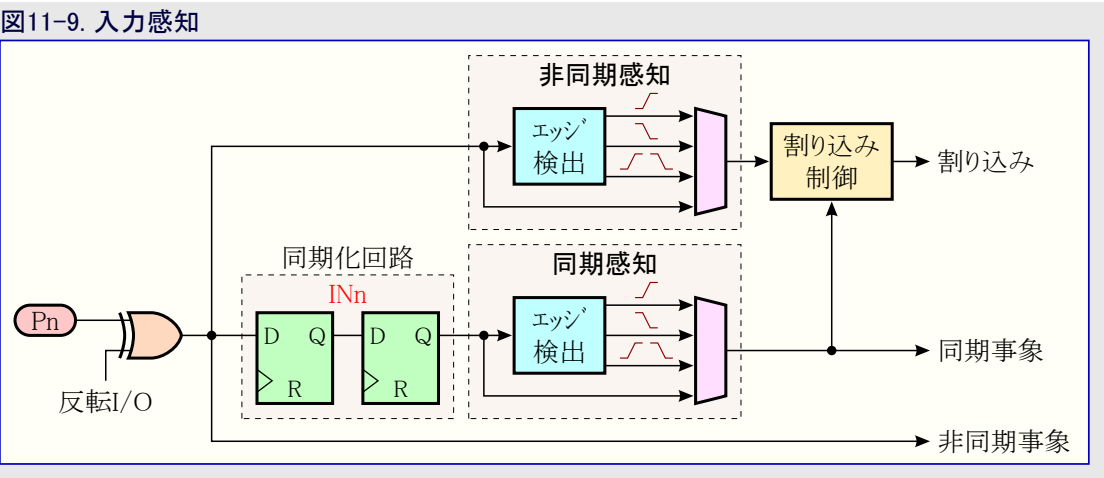 図11-9. 入力感知
非同期感知
エッジ
検出
割り込み
制御
割り込み
同期化回路
INn
同期感知
Pn
D Q
R
D Q
R
エッジ
検出
同期事象
反転I/O
非同期事象